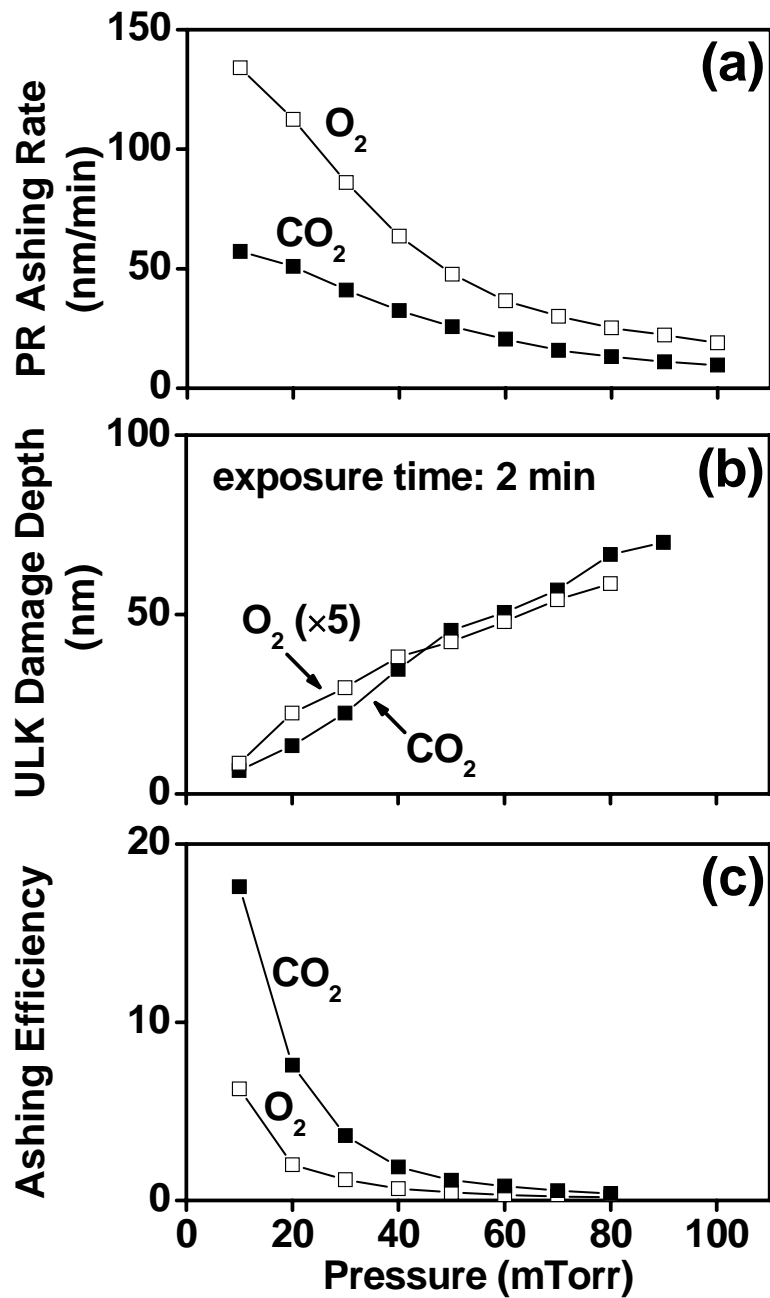 150
100
50
0
PR Ashing Rate
(nm/min)
(a)
O₂
CO₂
100
50
0
ULK Damage Depth
(nm)
exposure time: 2 min
(b)
O₂ (×5)
CO₂
20
10
0
Ashing Efficiency
(c)
CO₂
O₂
0 20 40 60 80 100
Pressure (mTorr)